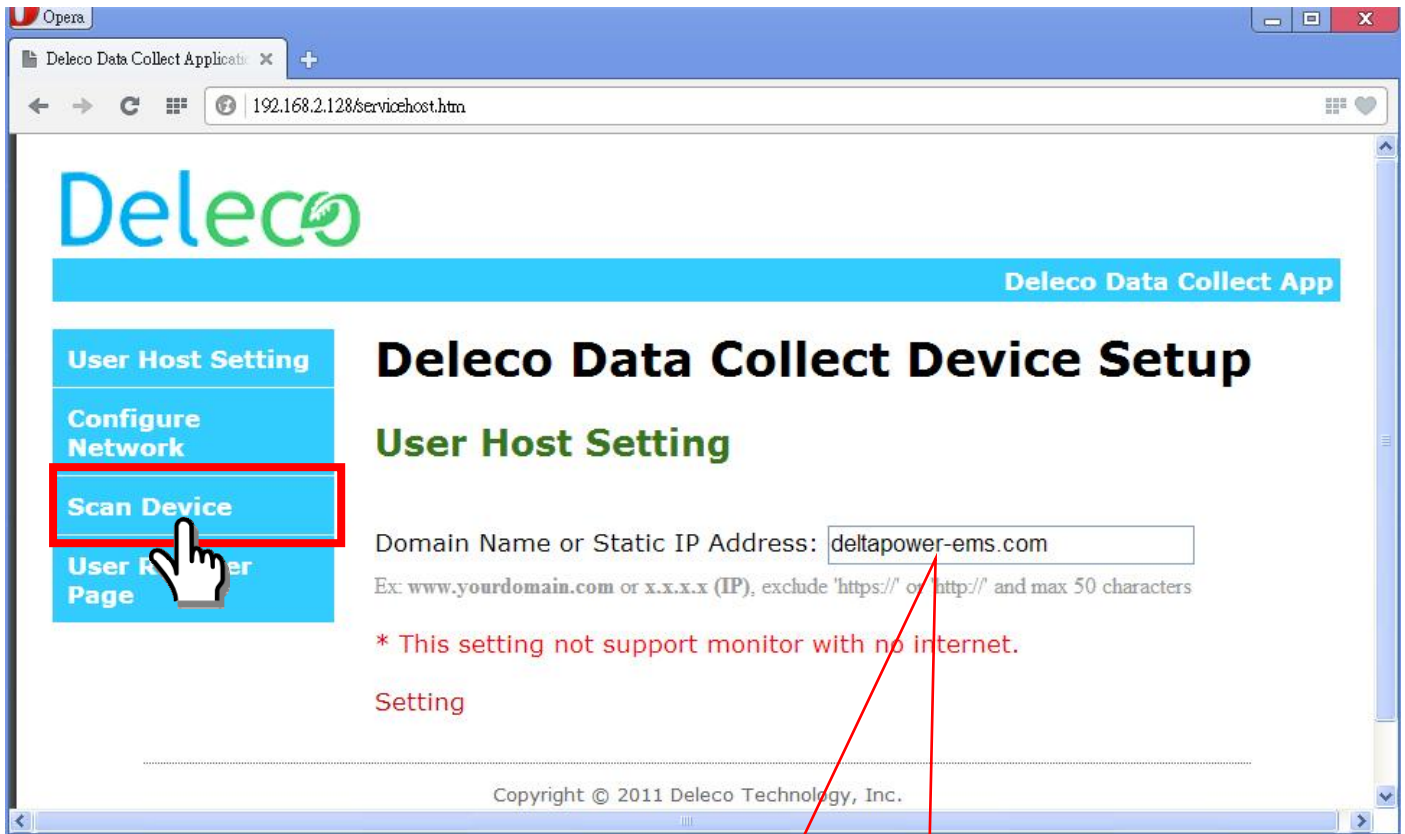 Opera
Deleco Data Collect Applicati
192.168.2.128/servicehost.htm
Deleco
Deleco Data Collect App
User Host Setting
Configure
Network
Scan Device
User
Page
Deleco Data Collect Device Setup
User Host Setting
Domain Name or Static IP Address: deltapower-ems.com
Ex: www.yourdomain.com or x.x.x.x (IP), exclude 'https://' or 'http://' and max 50 characters
* This setting not support monitor with no internet.
Setting
Copyright © 2011 Deleco Technology, Inc.